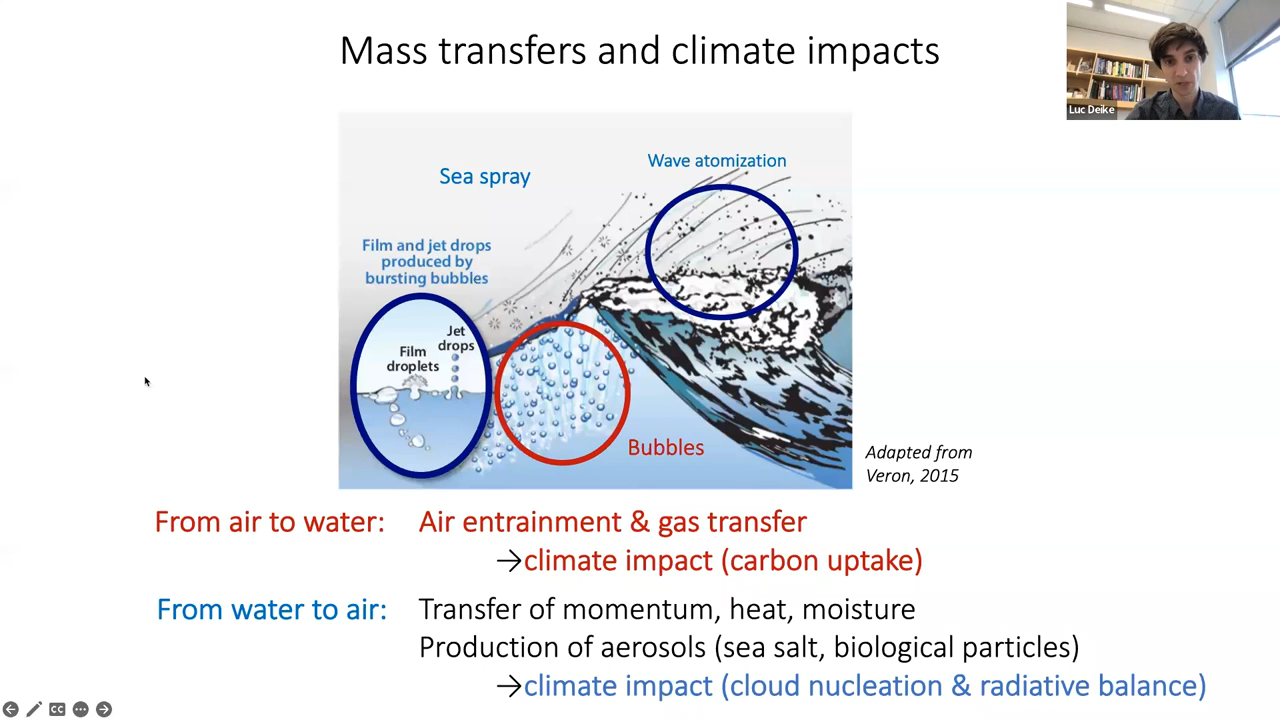 Mass transfers and climate impacts
Luc Deike
Wave atomization
Sea spray
Film and jet drops
produced by
bursting bubbles
Jet
drops
Film
droplets
Bubbles
Adapted from
Veron, 2015
From air to water: Air entrainment & gas transfer
→climate impact (carbon uptake)
From water to air: Transfer of momentum, heat, moisture
Production of aerosols (sea salt, biological particles)
→climate impact (cloud nucleation & radiative balance)
CC